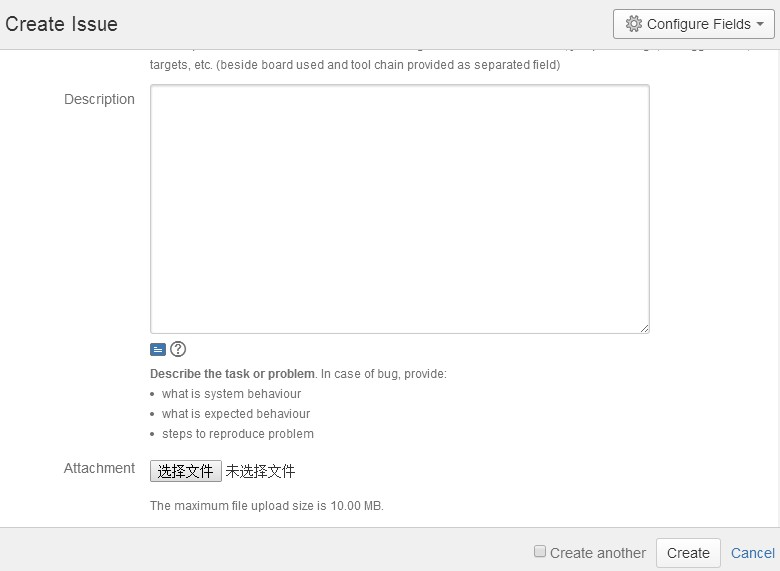 Create Issue
Configure Fields
targets, etc. (beside board used and tool chain provided as separated field)
Description
Describe the task or problem. In case of bug, provide:
• what is system behaviour
• what is expected behaviour
• steps to reproduce problem
Attachment
选择文件 未选择文件
The maximum file upload size is 10.00 MB.
Create another
Create
Cancel